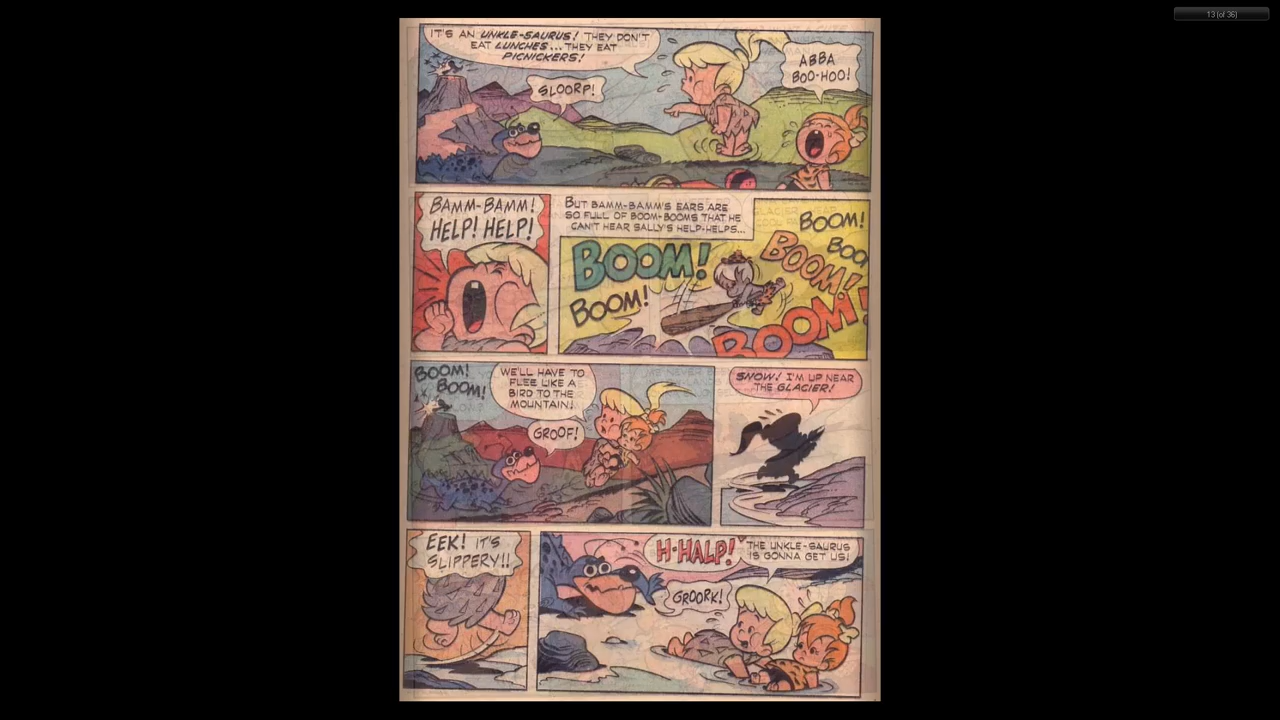 13 (of 36)
IT'S AN UNKLE-SAURUS! THEY DON'T
EAT LUNCHES...THEY EAT
PICNICKERS!
SLOORP!
ABBA
BOO-HOO!
BAMM-BAMM!
HELP! HELP!
BUT BAMM-BAMM'S EARS ARE
SO FULL OF BOOM-BOOMS THAT HE
CAN'T HEAR SALLY'S HELP-HELPS...
BOOM!
BOOM!
BOOM!
BOOM!
BOOM!
BOOM!
BOOM!
WE'LL HAVE TO
FLEE LIKE A
BIRD TO THE
MOUNTAIN!
GROOF!
SNOW! I'M UP NEAR
THE GLACIER!
EEK! IT'S
SLIPPERY!!
H-HALP!
THE UNKLE-SAURUS
IS GONNA GET US!
GROORK!